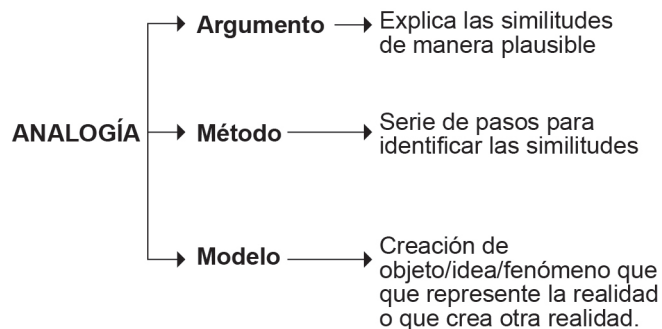 Argumento
Explica las similitudes
de manera plausible
ANALOGÍA
Método
Serie de pasos para
identificar las similitudes
Modelo
Creación de
objeto/idea/fenómeno que
que represente la realidad
o que crea otra realidad.